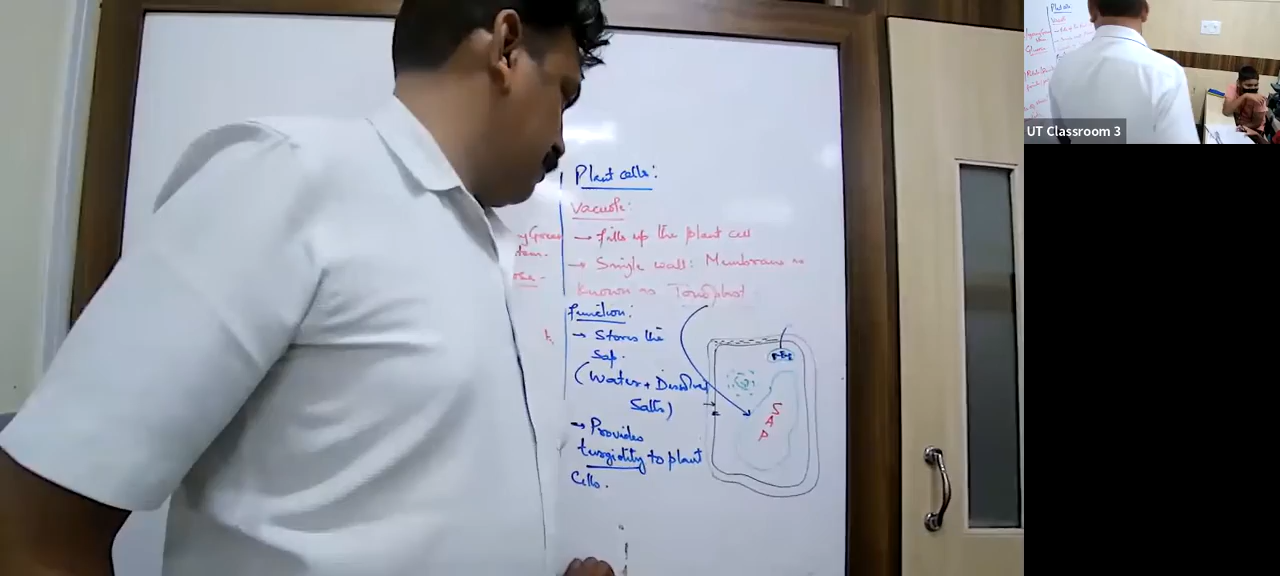 Plant cells:
Vacuole:
→ fills up the plant cell
→ Single wall: Membrane is
known as Tonoplast
function:
→ Stores the
Sap.
(Water + Dissolved
Salts)
→ Provides
turgidity to plant
Cells.
SAP
UT Classroom 3